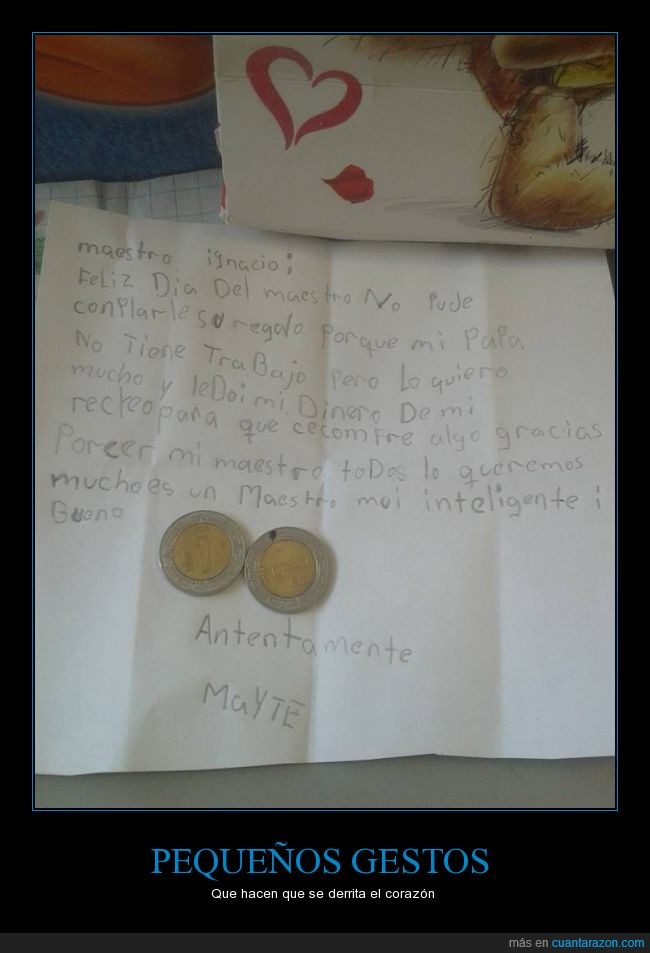 maestro ignacio:
FeLiz Dia Del maestro No pude
conplarle su regalo porque mi papa
No Tiene TraBajo pero Lo quiero
mucho y leDoi mi Dinero De mi
recreo para que cecompre algo gracias
Porcer mi maestro toDos lo queremos
mucho es un Maestro mui inteligente i
Bueno
$1
Antentamente
MaYTE
PEQUEÑOS GESTOS
Que hacen que se derrita el corazón
más en cuantarazon.com